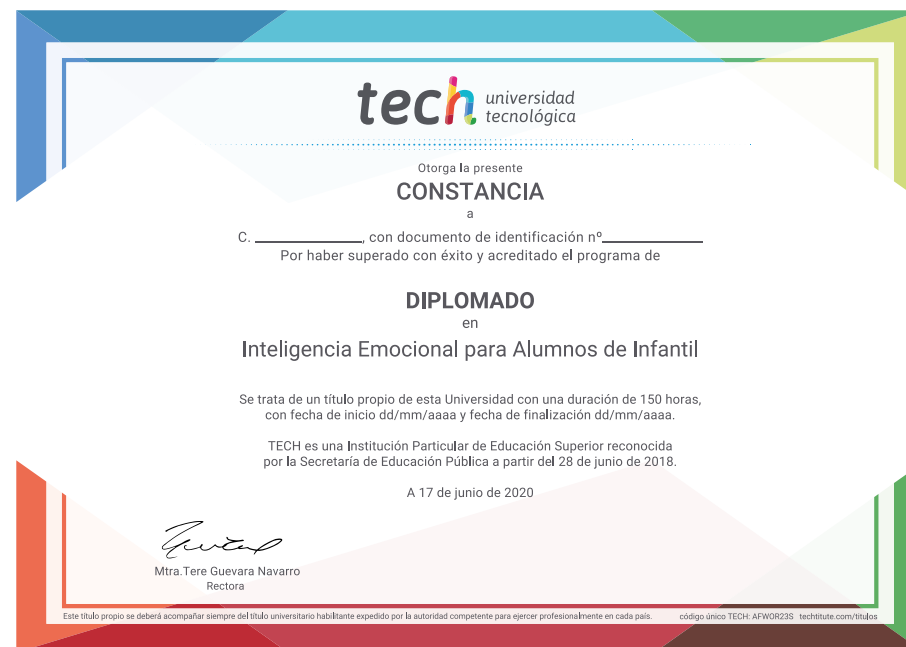 tech universidad
tecnológica
Otorga la presente
CONSTANCIA
a
C. ____________, con documento de identificación nº____________
Por haber superado con éxito y acreditado el programa de
DIPLOMADO
en
Inteligencia Emocional para Alumnos de Infantil
Se trata de un título propio de esta Universidad con una duración de 150 horas,
con fecha de inicio dd/mm/aaaa y fecha de finalización dd/mm/aaaa.
TECH es una Institución Particular de Educación Superior reconocida
por la Secretaría de Educación Pública a partir del 28 de junio de 2018.
A 17 de junio de 2020
Mtra.Tere Guevara Navarro
Rectora
Este título propio se deberá acompañar siempre del título universitario habilitante expedido por la autoridad competente para ejercer profesionalmente en cada país. código único TECH: AFWOR23S techtitute.com/titulos